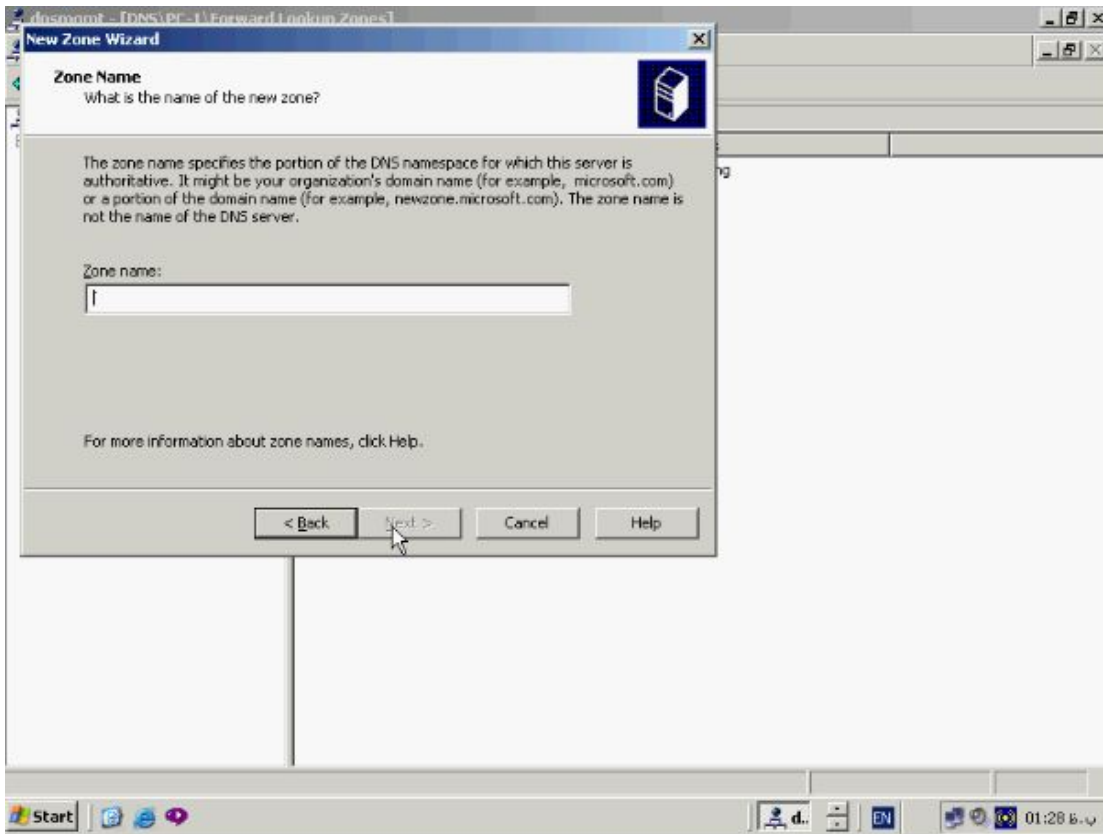 dnsmgmt - [DNS\PC-1\Forward Lookup Zones]
New Zone Wizard
Zone Name
What is the name of the new zone?
The zone name specifies the portion of the DNS namespace for which this server is
authoritative. It might be your organization's domain name (for example, microsoft.com)
or a portion of the domain name (for example, newzone.microsoft.com). The zone name is
not the name of the DNS server.
Zone name:
For more information about zone names, click Help.
< Back
Next >
Cancel
Help
Start
d..
EN
01:28 ب.ظ